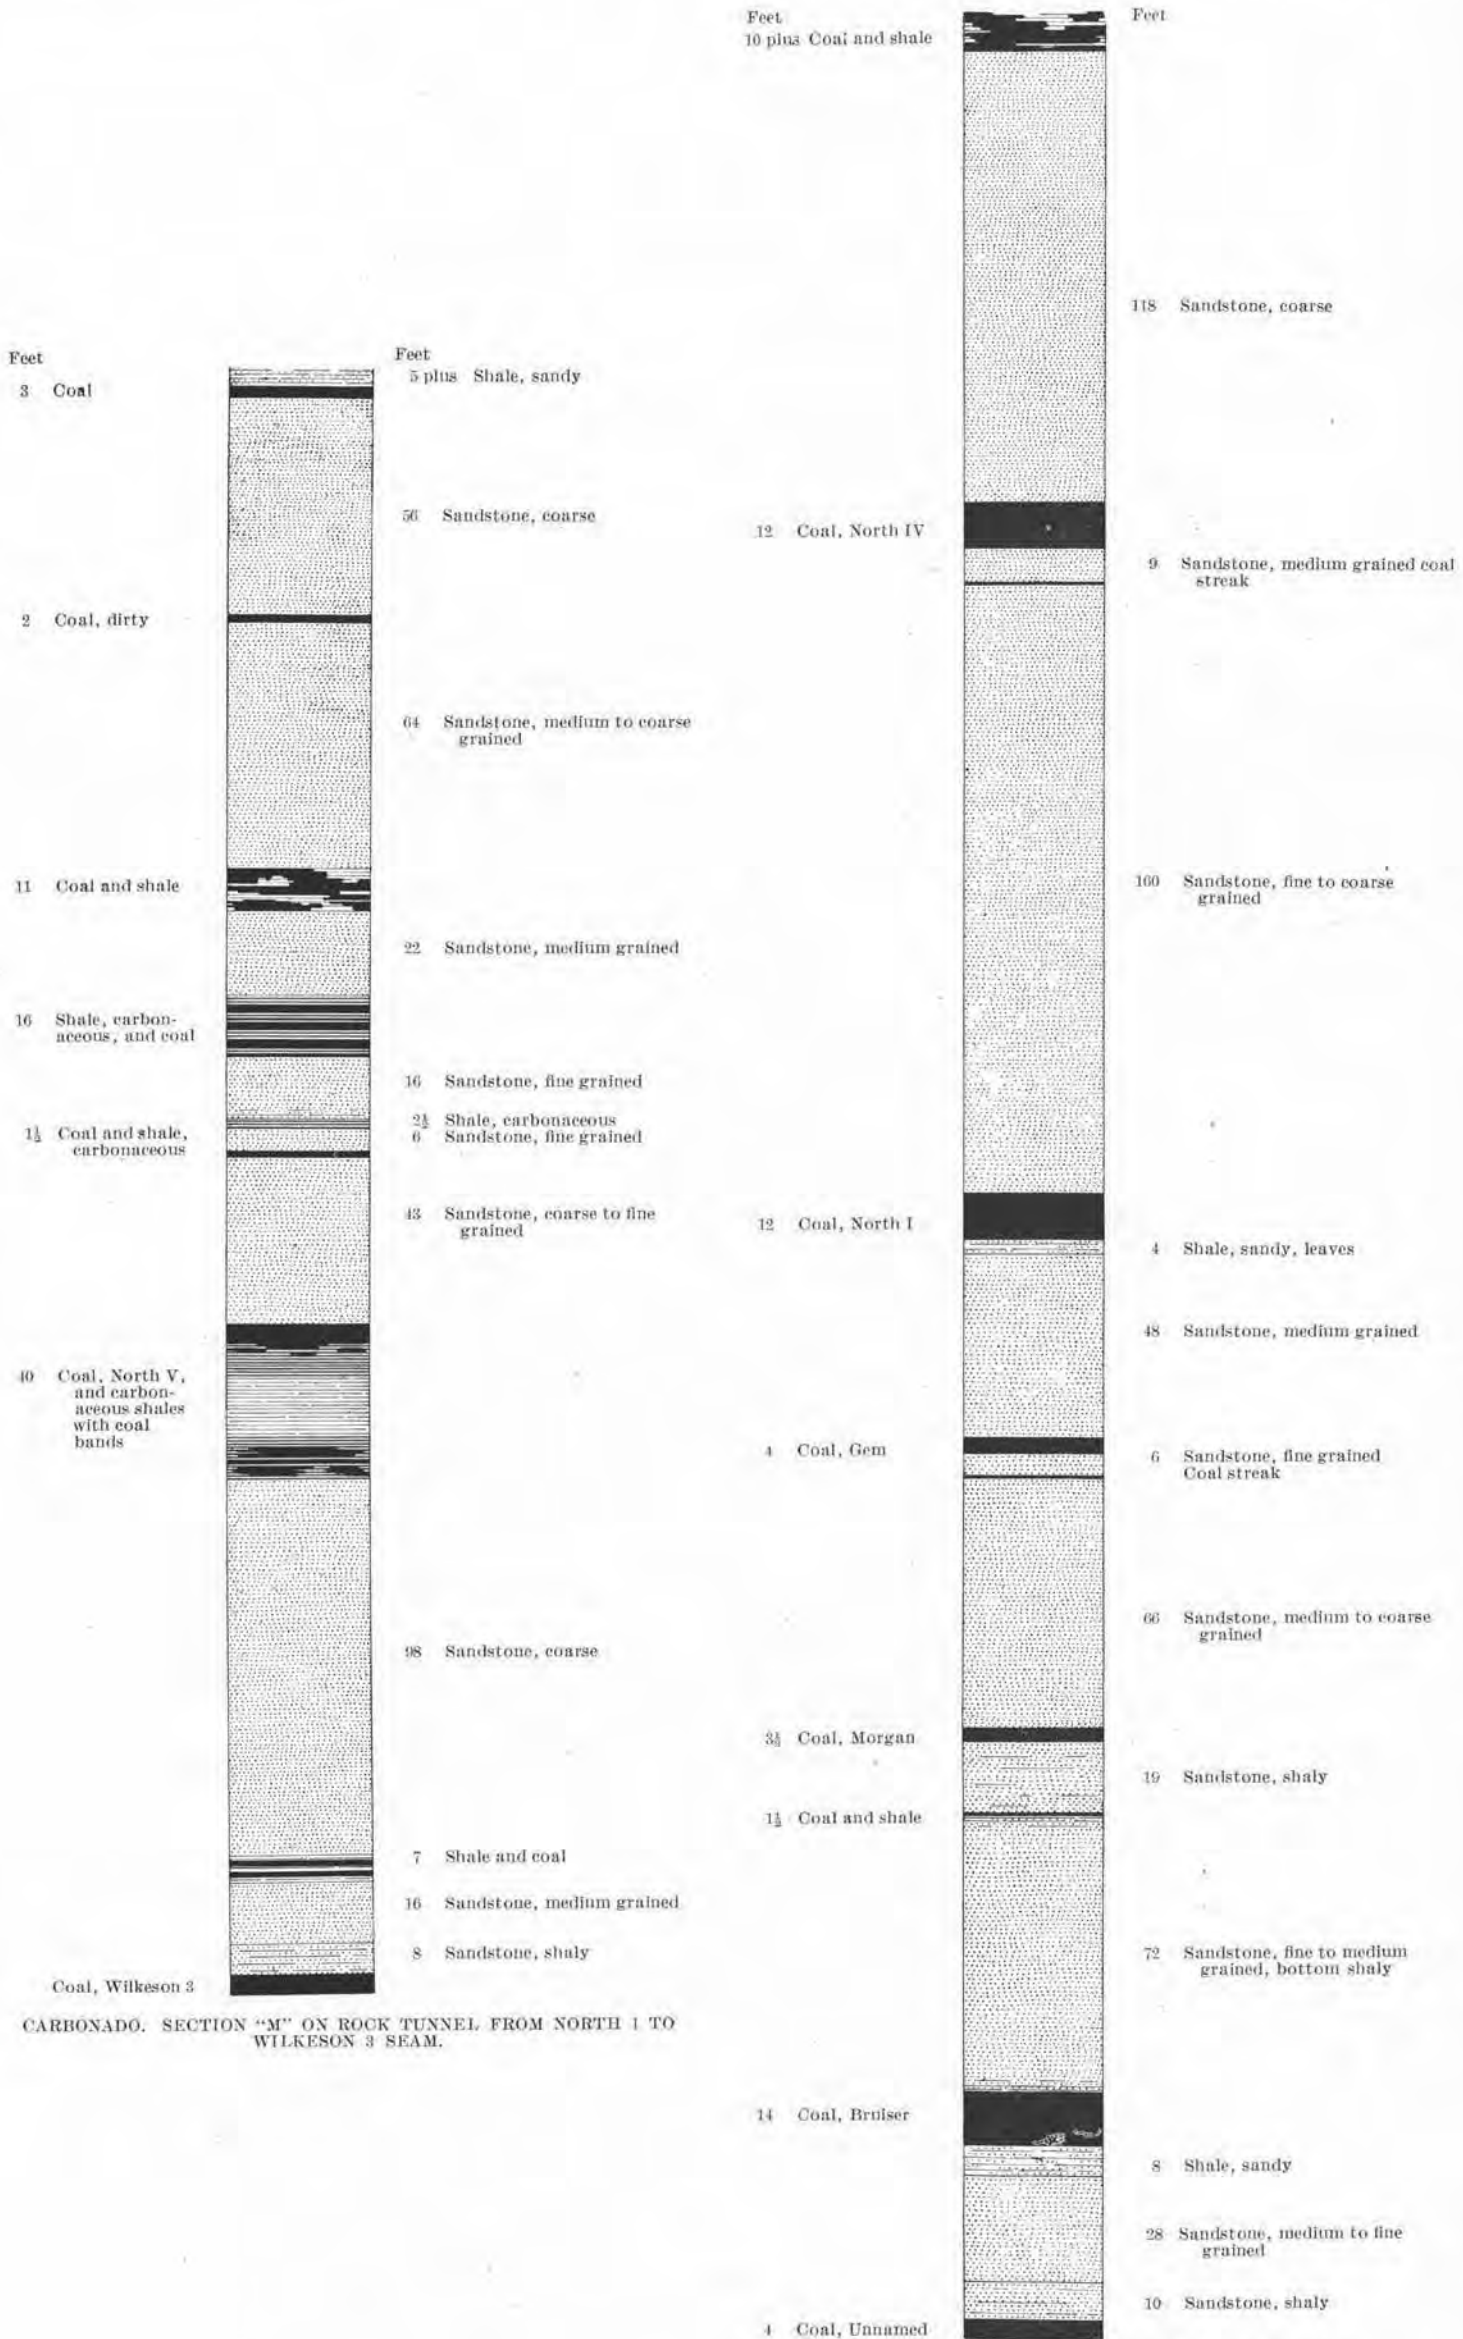 Feet
Feet
5 plus Shale, sandy
3 Coal
56 Sandstone, coarse
2 Coal, dirty
64 Sandstone, medium to coarse
grained
11 Coal and shale
22 Sandstone, medium grained
16 Shale, carbon-
aceous, and coal
16 Sandstone, fine grained
2½ Shale, carbonaceous
1½ Coal and shale,
carbonaceous
6 Sandstone, fine grained
43 Sandstone, coarse to fine
grained
40 Coal, North V,
and carbon-
aceous shales
with coal
bands
98 Sandstone, coarse
7 Shale and coal
16 Sandstone, medium grained
8 Sandstone, shaly
Coal, Wilkeson 3
CARBONADO. SECTION "M" ON ROCK TUNNEL FROM NORTH 1 TO
WILKESON 3 SEAM.
Feet
Feet
10 plus Coal and shale
118 Sandstone, coarse
12 Coal, North IV
9 Sandstone, medium grained coal
streak
160 Sandstone, fine to coarse
grained
12 Coal, North I
4 Shale, sandy, leaves
48 Sandstone, medium grained
4 Coal, Gem
6 Sandstone, fine grained
Coal streak
66 Sandstone, medium to coarse
grained
3½ Coal, Morgan
19 Sandstone, shaly
1½ Coal and shale
72 Sandstone, fine to medium
grained, bottom shaly
14 Coal, Bruiser
8 Shale, sandy
28 Sandstone, medium to fine
grained
10 Sandstone, shaly
4 Coal, Unnamed